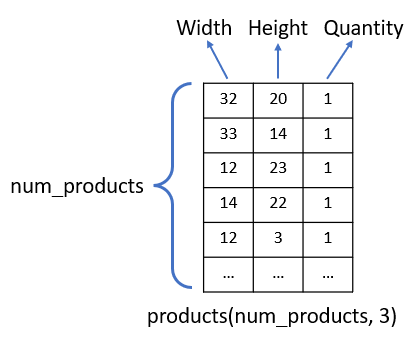 Width Height Quantity
32 20 1
33 14 1
12 23 1
num_products
14 22 1
12 3 1
... ... ...
products(num_products, 3)